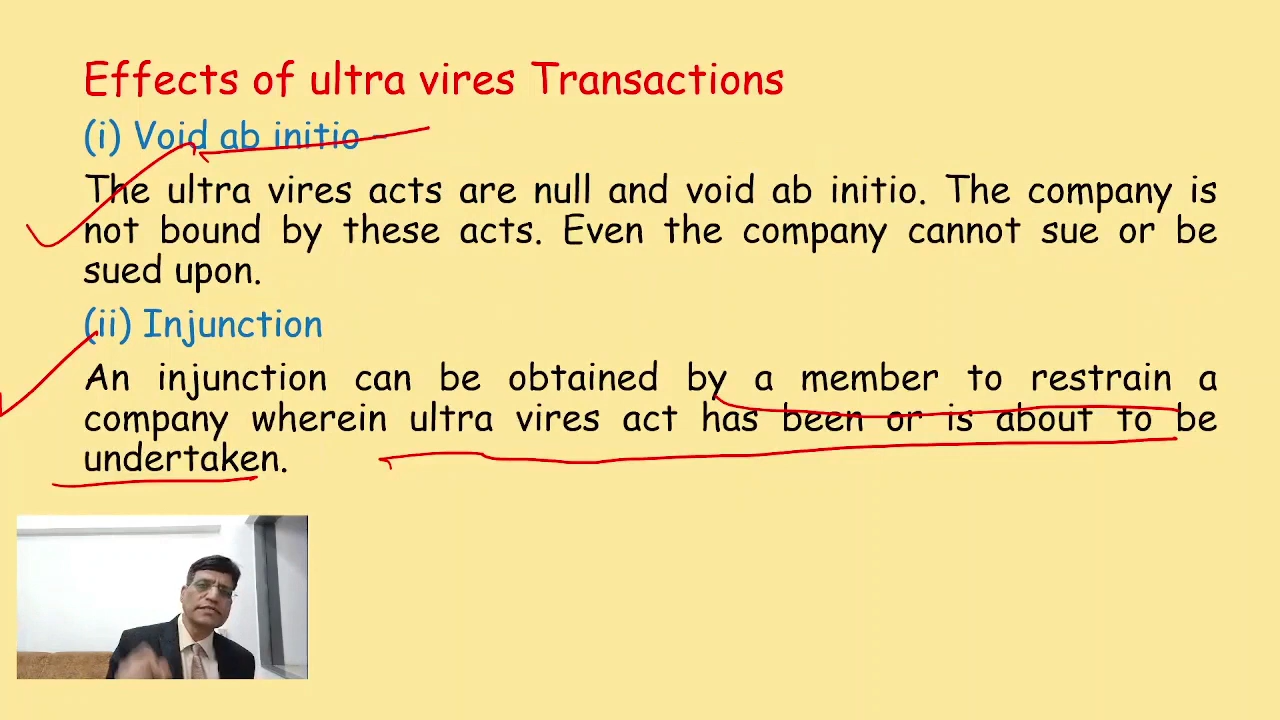 Effects of ultra vires Transactions
(i) Void ab initio -
The ultra vires acts are null and void ab initio. The company is
not bound by these acts. Even the company cannot sue or be
sued upon.
(ii) Injunction
An injunction can be obtained by a member to restrain a
company wherein ultra vires act has been or is about to be
undertaken.